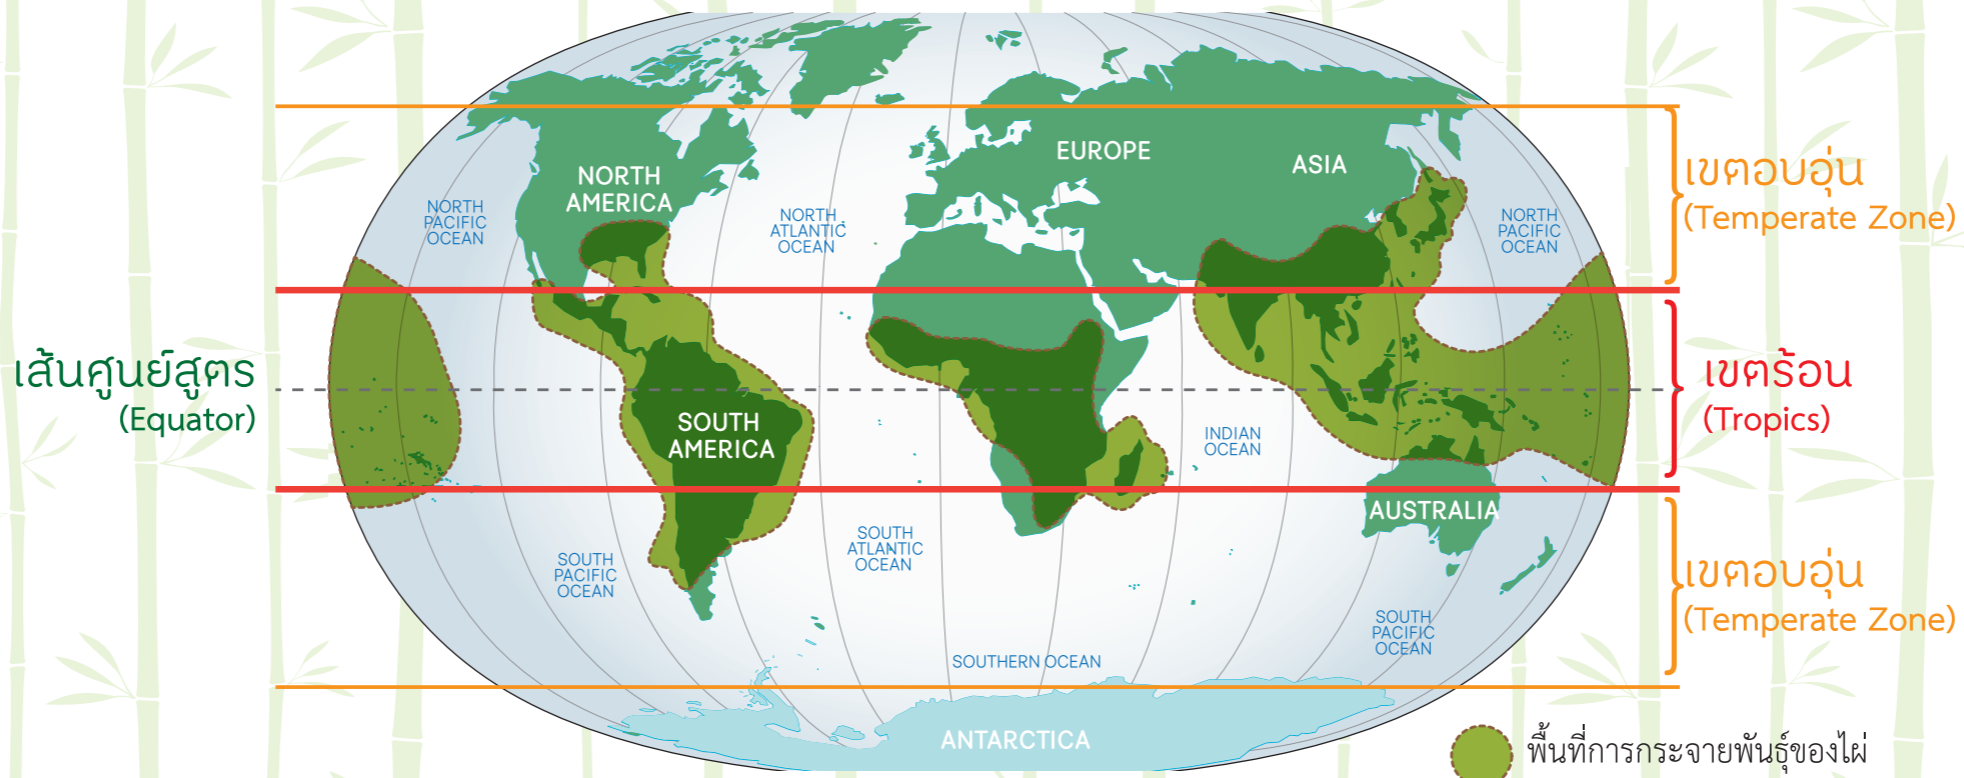 EUROPE
ASIA
NORTH
AMERICA
NORTH
PACIFIC
OCEAN
NORTH
ATLANTIC
OCEAN
NORTH
PACIFIC
OCEAN
เขตอบอุ่น
(Temperate Zone)
เส้นศูนย์สูตร
(Equator)
เขตร้อน
(Tropics)
SOUTH
AMERICA
INDIAN
OCEAN
AUSTRALIA
SOUTH
PACIFIC
OCEAN
SOUTH
ATLANTIC
OCEAN
SOUTH
PACIFIC
OCEAN
เขตอบอุ่น
(Temperate Zone)
SOUTHERN OCEAN
ANTARCTICA
พื้นที่การกระจายพันธุ์ของไผ่